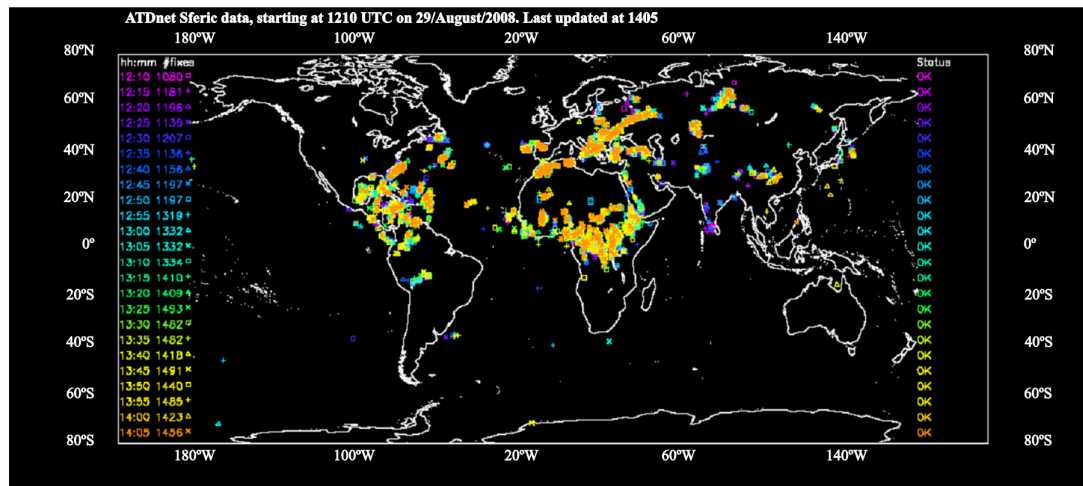 ATDnet Sferic data, starting at 1210 UTC on 29/August/2008. Last updated at 1405
180ºW 100ºW 20ºW 60ºW 140ºW
80ºN 80ºN
hh:mm #fixes Status
12:10 1080 OK
12:15 1181 OK
60ºN 60ºN
12:20 1196 OK
12:25 1135 OK
12:30 1207 OK
12:35 1136 OK
40ºN 40ºN
12:40 1156 OK
12:45 1197 OK
20ºN 20ºN
12:50 1197 OK
12:55 1319 OK
13:00 1332 OK
0º 0º
13:05 1332 OK
13:10 1334 OK
13:15 1410 OK
20ºS 20ºS
13:20 1409 OK
13:25 1493 OK
13:30 1482 OK
13:35 1482 OK
40ºS 40ºS
13:40 1418 OK
13:45 1491 OK
13:50 1440 OK
60ºS 60ºS
13:55 1485 OK
14:00 1423 OK
14:05 1456 OK
80ºS 80ºS
180ºW 100ºW 20ºW 60ºW 140ºW